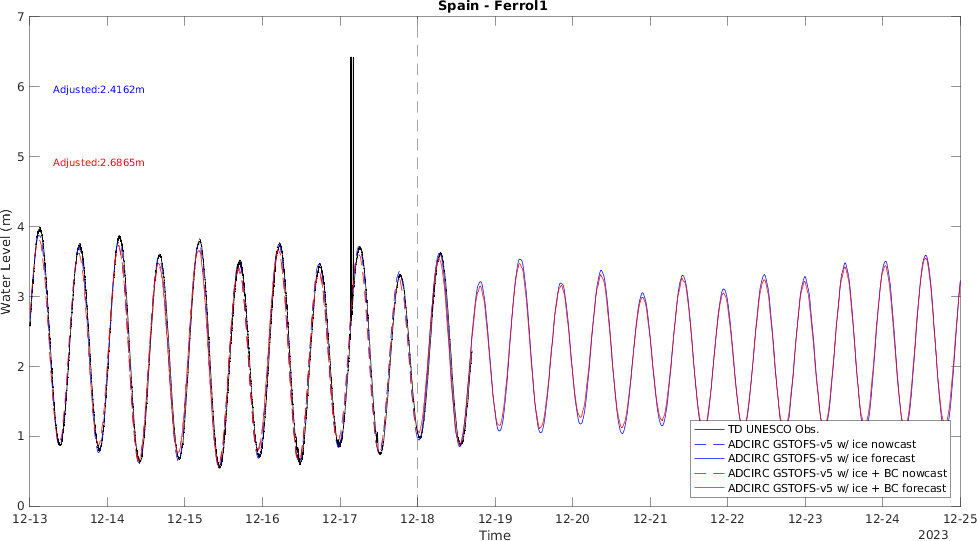 Spain - Ferrol1
7
6
5
4
3
2
1
0
Water Level (m)
Adjusted:2.4162m
Adjusted:2.6865m
TD UNESCO Obs.
ADCIRC GSTOFS-v5 w/ ice nowcast
ADCIRC GSTOFS-v5 w/ ice forecast
ADCIRC GSTOFS-v5 w/ ice + BC nowcast
ADCIRC GSTOFS-v5 w/ ice + BC forecast
12-13 12-14 12-15 12-16 12-17 12-18 12-19 12-20 12-21 12-22 12-23 12-24 12-25
Time
2023